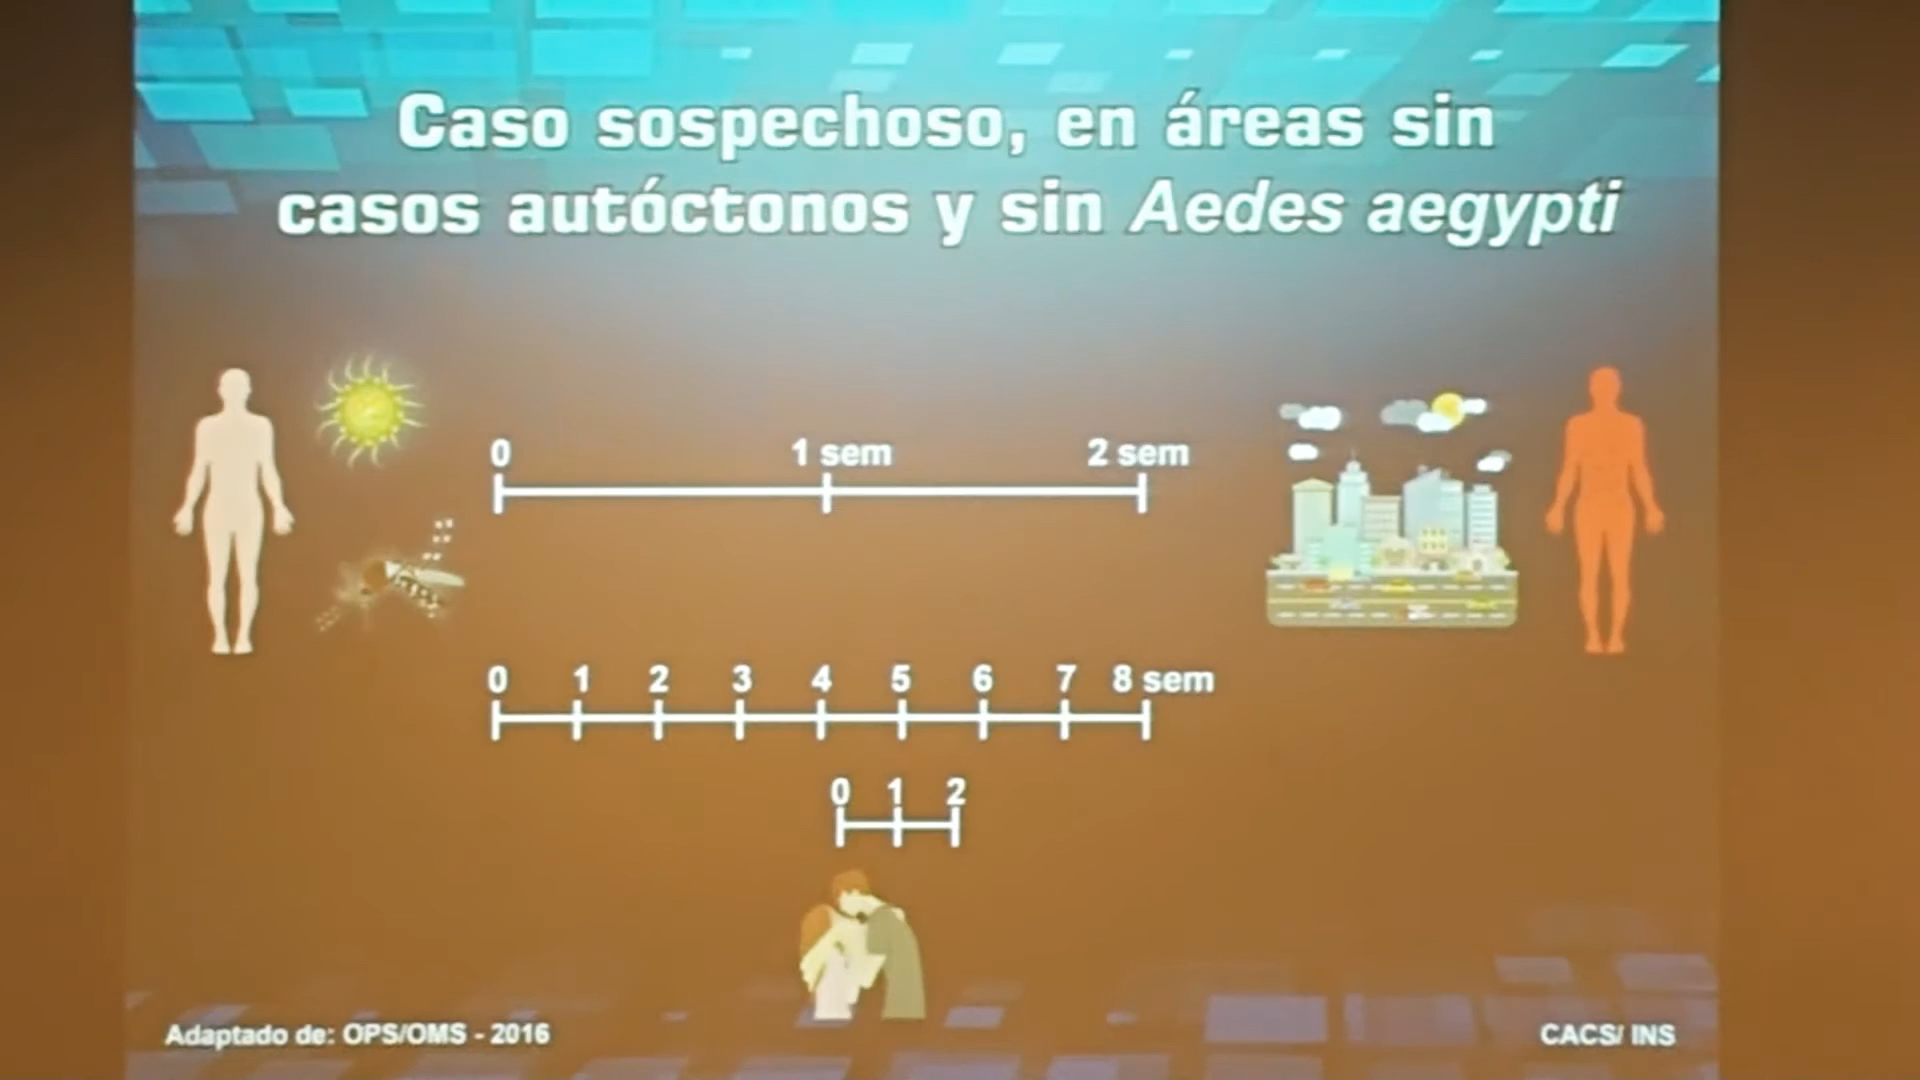 Caso sospechoso, en áreas sin
casos autóctonos y sin Aedes aegypti
0 1 sem 2 sem
0 1 2 3 4 5 6 7 8 sem
0 1 2
Adaptado de: OPS/OMS - 2016
CACS/ INS